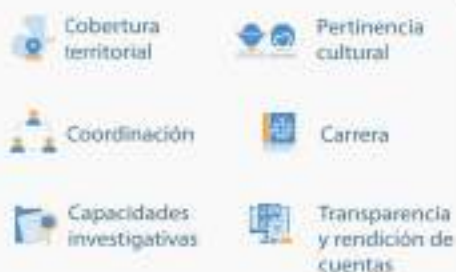 Cobertura
territorial
Pertinencia
cultural
Coordinación
Carrera
Capacidades
investigativas
Transparencia
y rendición de
cuentas